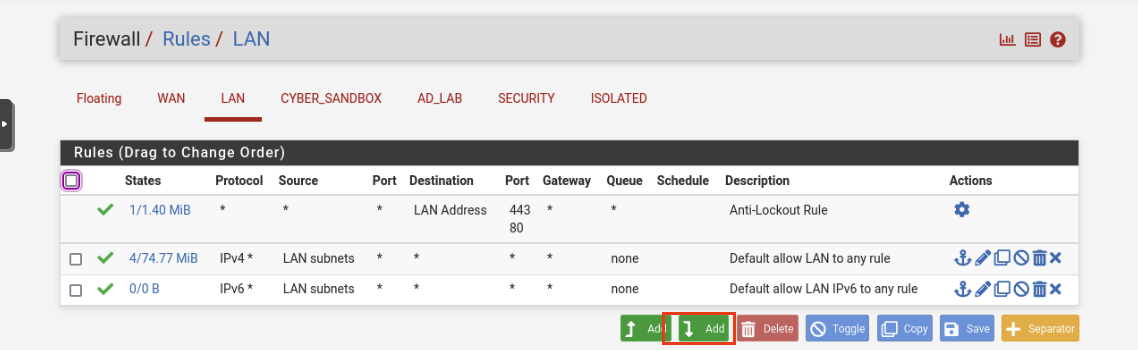 Firewall / Rules / LAN
Floating WAN LAN CYBER_SANDBOX AD_LAB SECURITY ISOLATED
Rules (Drag to Change Order)
States Protocol Source Port Destination Port Gateway Queue Schedule Description Actions
1/1.40 MiB * * * LAN Address 443 * * Anti-Lockout Rule
80
4/74.77 MiB IPv4 * LAN subnets * * * * none Default allow LAN to any rule
0/0 B IPv6 * LAN subnets * * * * none Default allow LAN IPv6 to any rule
Add Add Delete Toggle Copy Save Separator